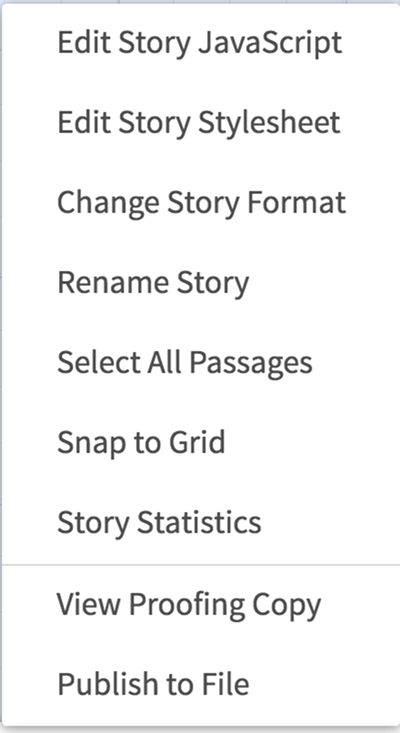 Edit Story JavaScript
Edit Story Stylesheet
Change Story Format
Rename Story
Select All Passages
Snap to Grid
Story Statistics
View Proofing Copy
Publish to File